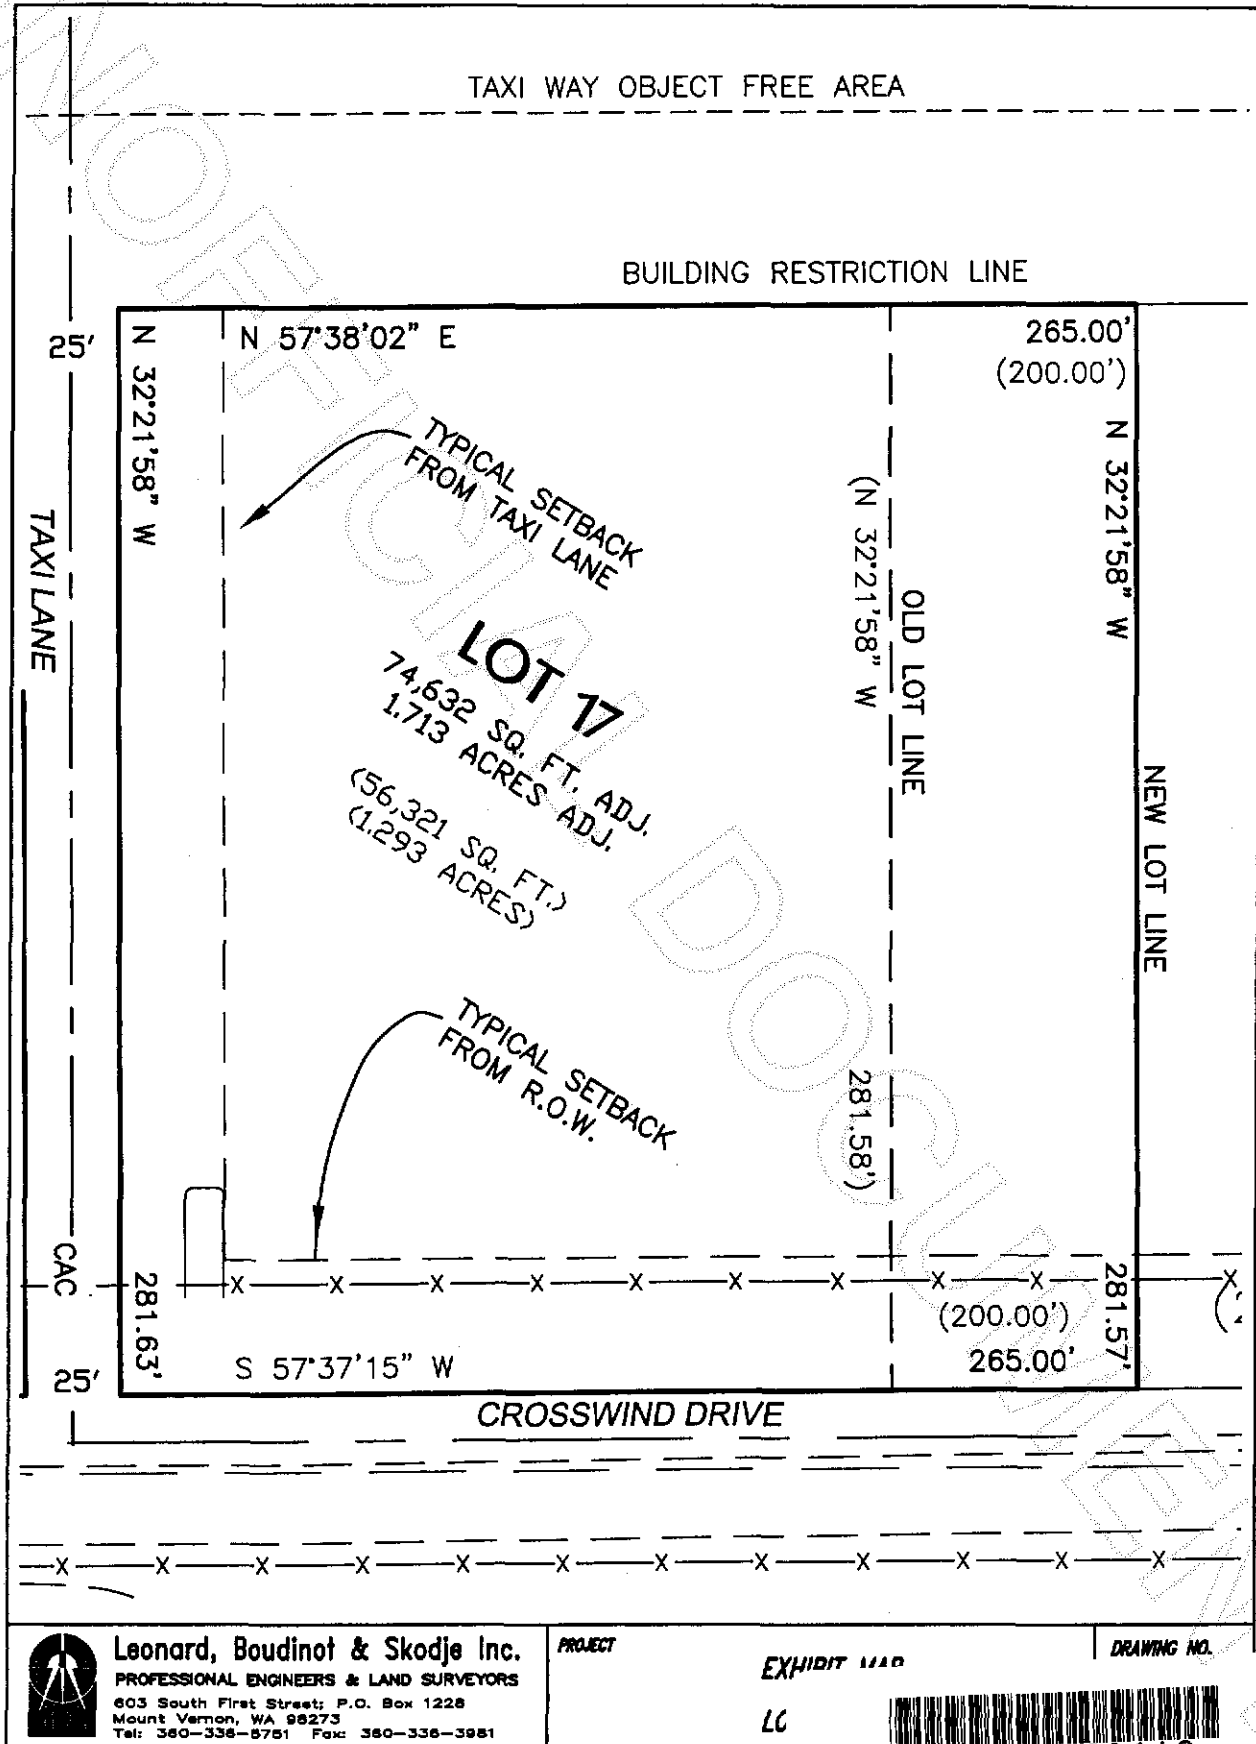 TAXI WAY OBJECT FREE AREA
BUILDING RESTRICTION LINE
25'
N 32°21'58" W
N 57°38'02" E
265.00'
(200.00')
N 32°21'58" W
TYPICAL SETBACK
FROM TAXI LANE
(N 32°21'58" W
281.58')
OLD LOT LINE
TAXI LANE
LOT 17
74,632 SQ. FT. ADJ.
1.713 ACRES ADJ.
(56,321 SQ. FT.)
(1.293 ACRES)
NEW LOT LINE
TYPICAL SETBACK
FROM R.O.W.
CAC
281.63'
X X X X X X X X X X
(200.00')
265.00'
281.57'
25'
S 57°37'15" W
CROSSWIND DRIVE
X X X X X X X X X X X X
UNOFFICIAL DOCUMENT
Leonard, Boudinot & Skodje Inc.
PROFESSIONAL ENGINEERS & LAND SURVEYORS
603 South First Street; P.O. Box 1228
Mount Vernon, WA 98273
Tel: 360-336-5751 Fax: 360-336-3981
PROJECT
EXHIBIT MAP
DRAWING NO.